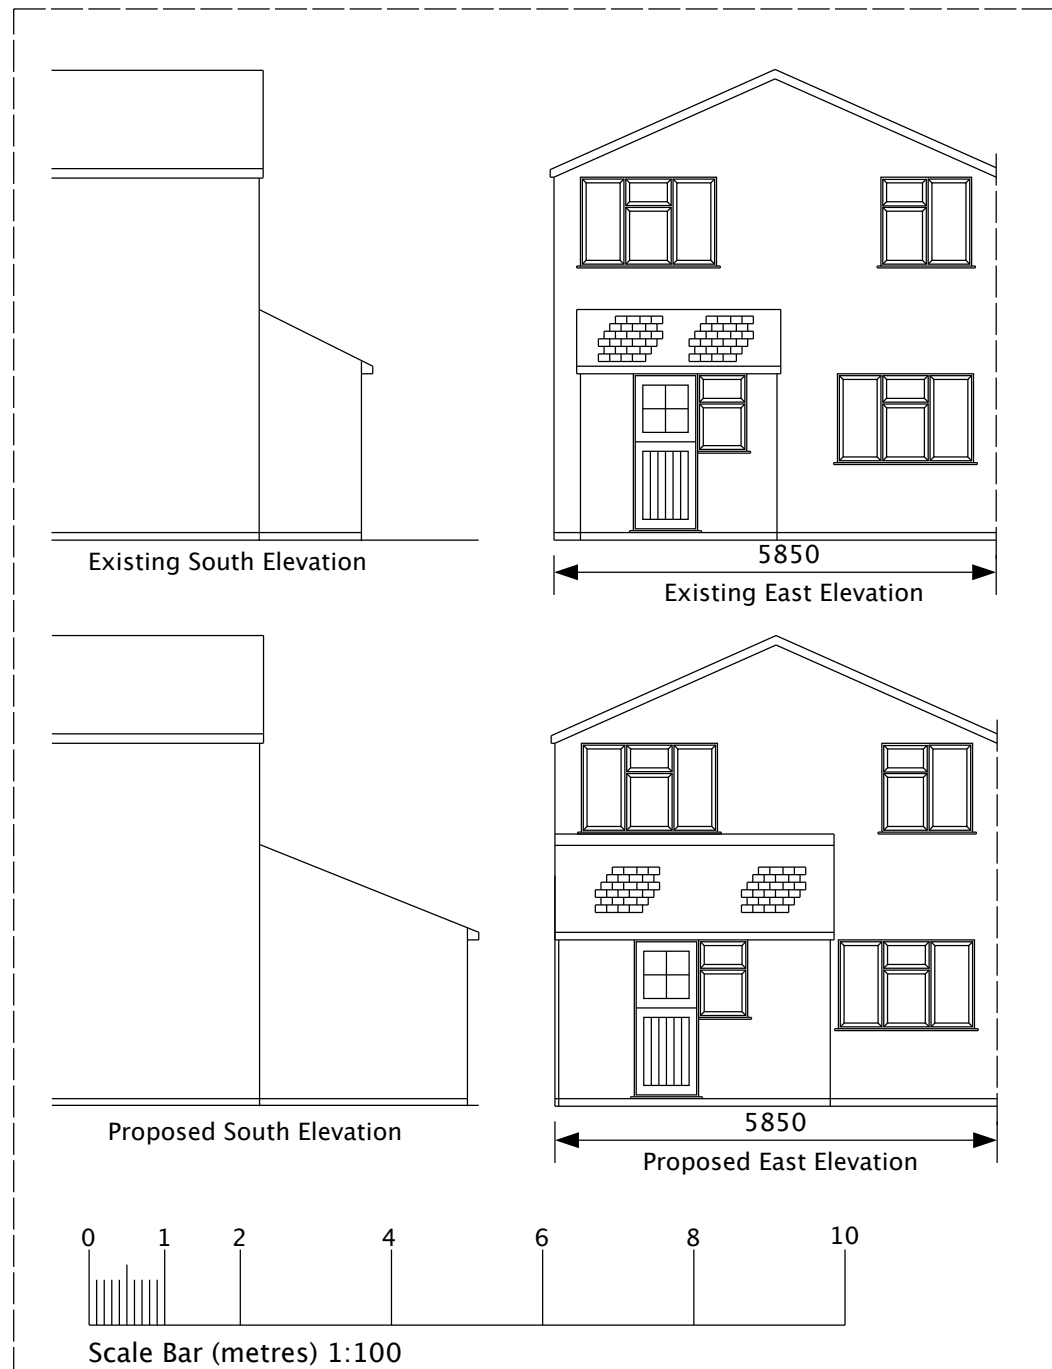 Existing South Elevation
5850
Existing East Elevation
Proposed South Elevation
5850
Proposed East Elevation
0 1 2 4 6 8 10
Scale Bar (metres) 1:100